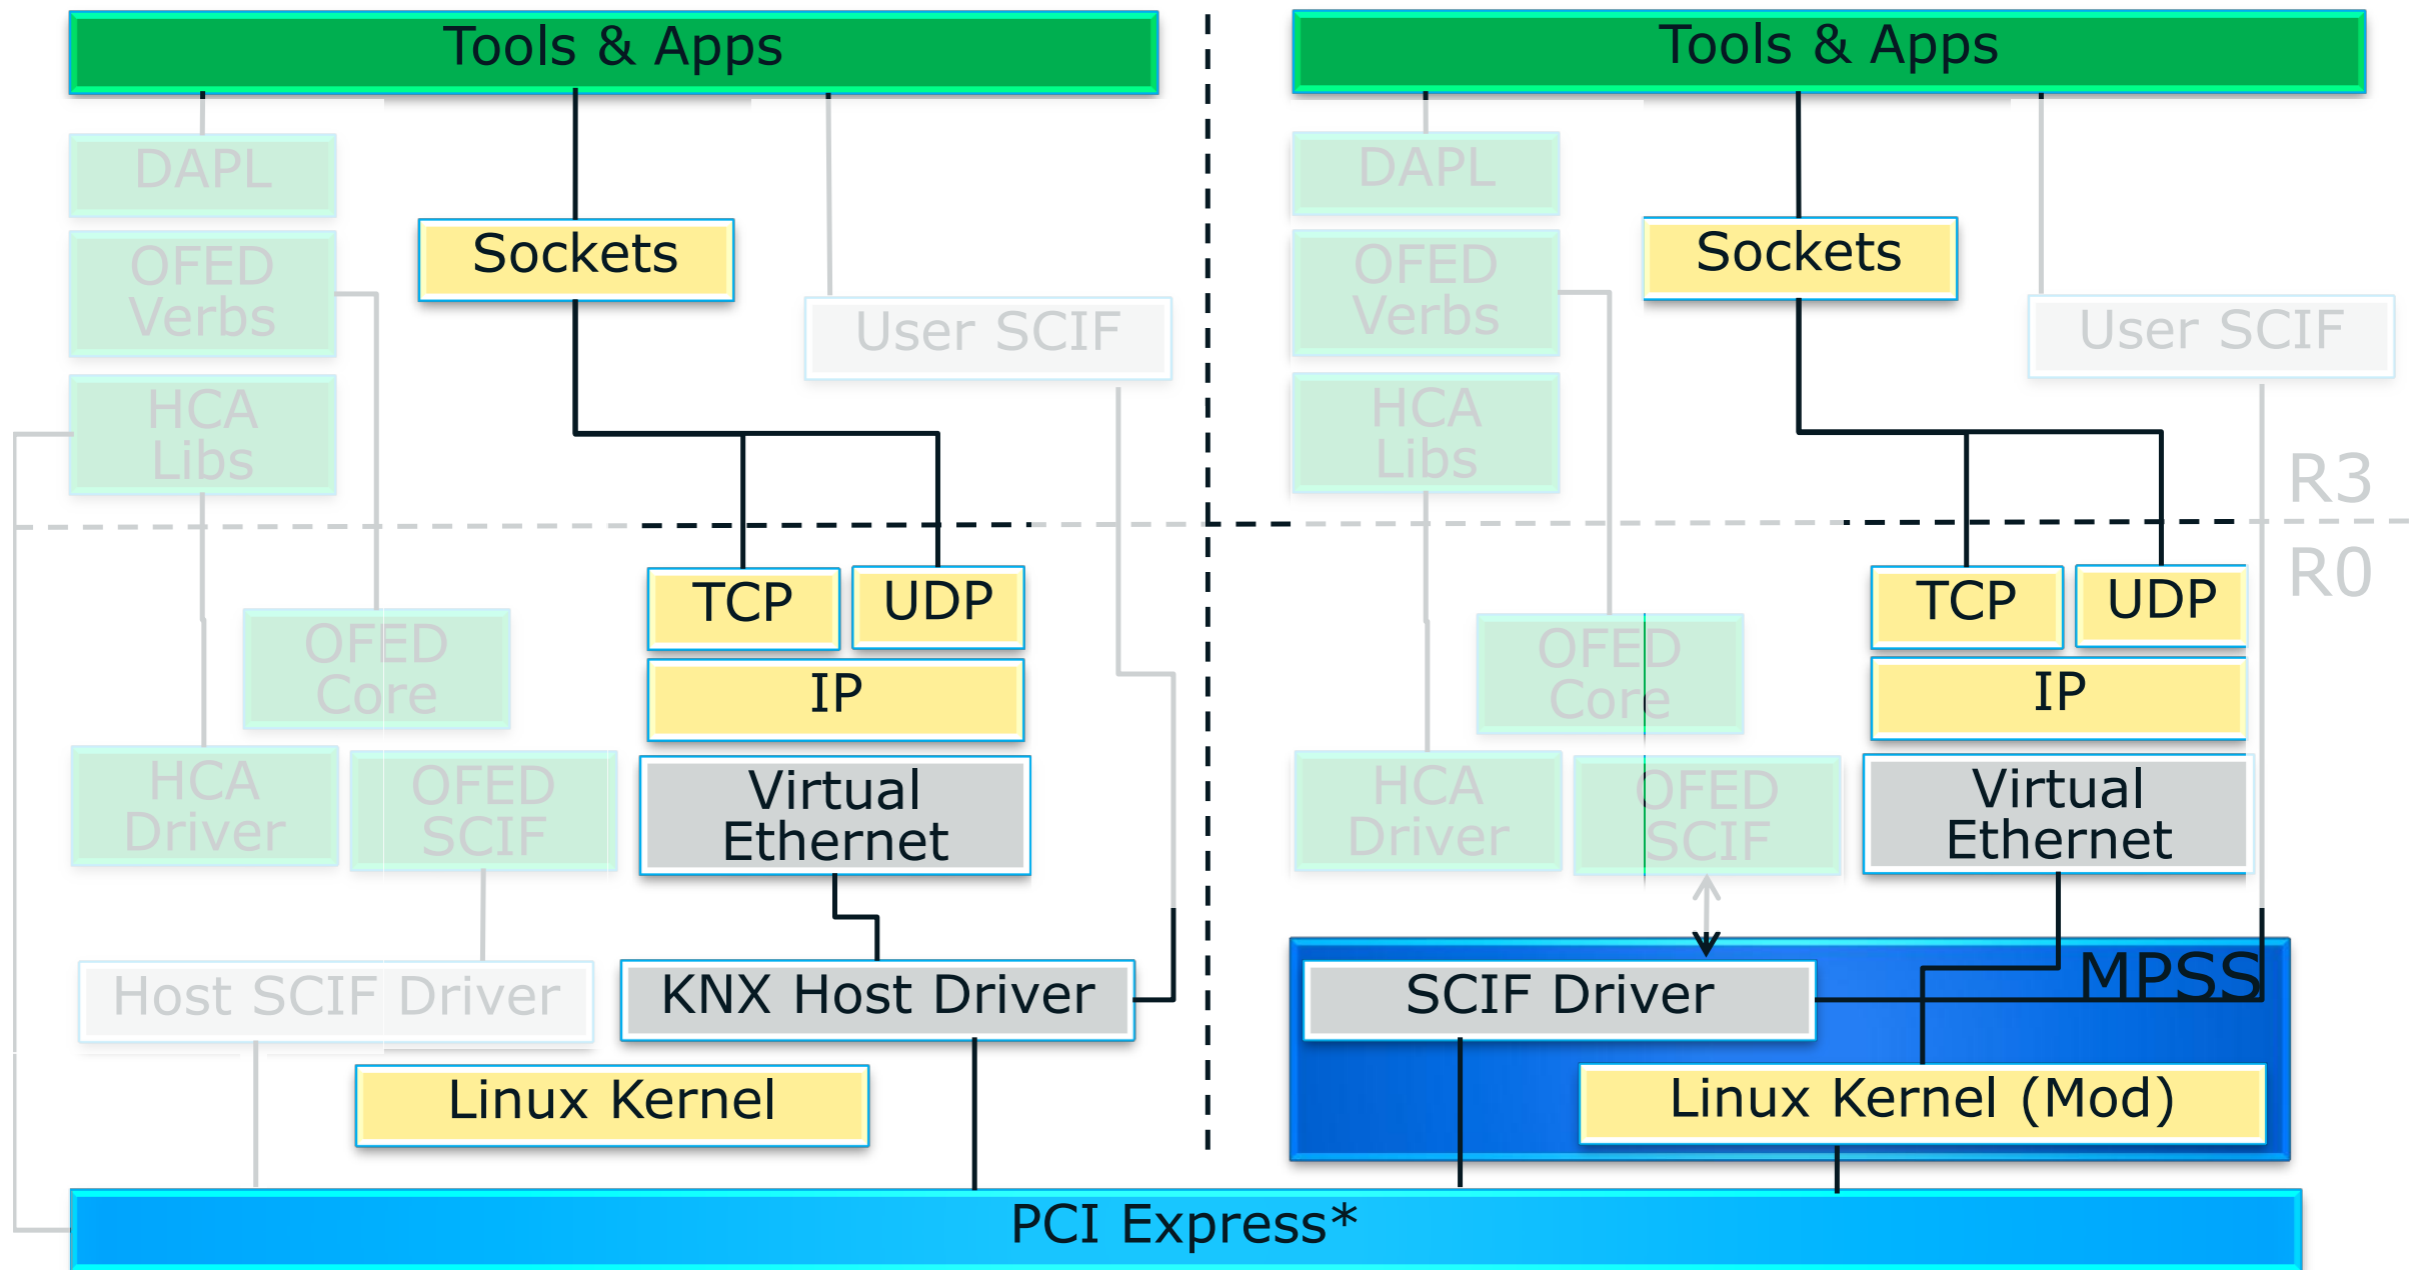 Tools & Apps
DAPL
OFED
Verbs
HCA
Libs
Sockets
User SCIF
TCP
UDP
IP
OFED
Core
HCA
Driver
OFED
SCIF
Virtual
Ethernet
Host SCIF Driver
KNX Host Driver
Linux Kernel
Tools & Apps
DAPL
OFED
Verbs
HCA
Libs
Sockets
User SCIF
R3
R0
TCP
UDP
IP
OFED
Core
HCA
Driver
OFED
SCIF
Virtual
Ethernet
MPSS
SCIF Driver
Linux Kernel (Mod)
PCI Express*